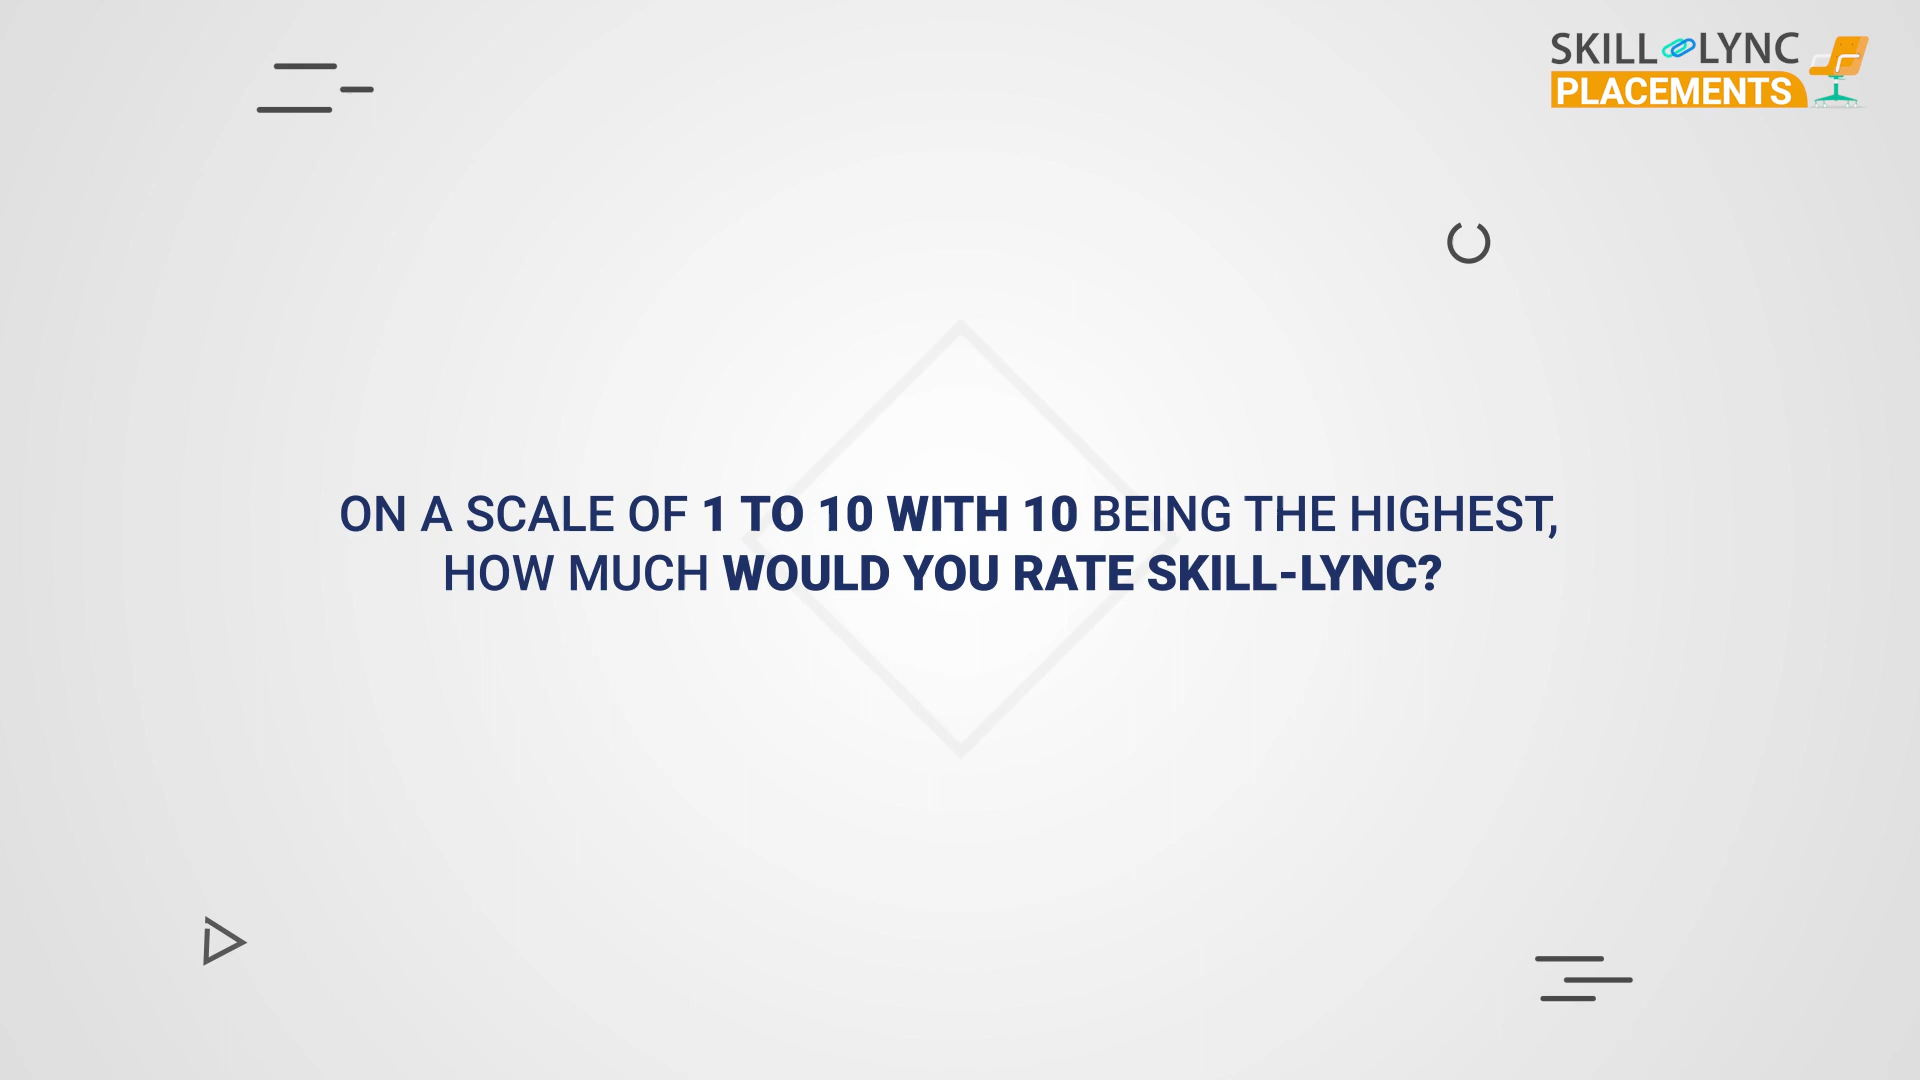 SKILL LYNC
PLACEMENTS
ON A SCALE OF 1 TO 10 WITH 10 BEING THE HIGHEST,
HOW MUCH WOULD YOU RATE SKILL-LYNC?